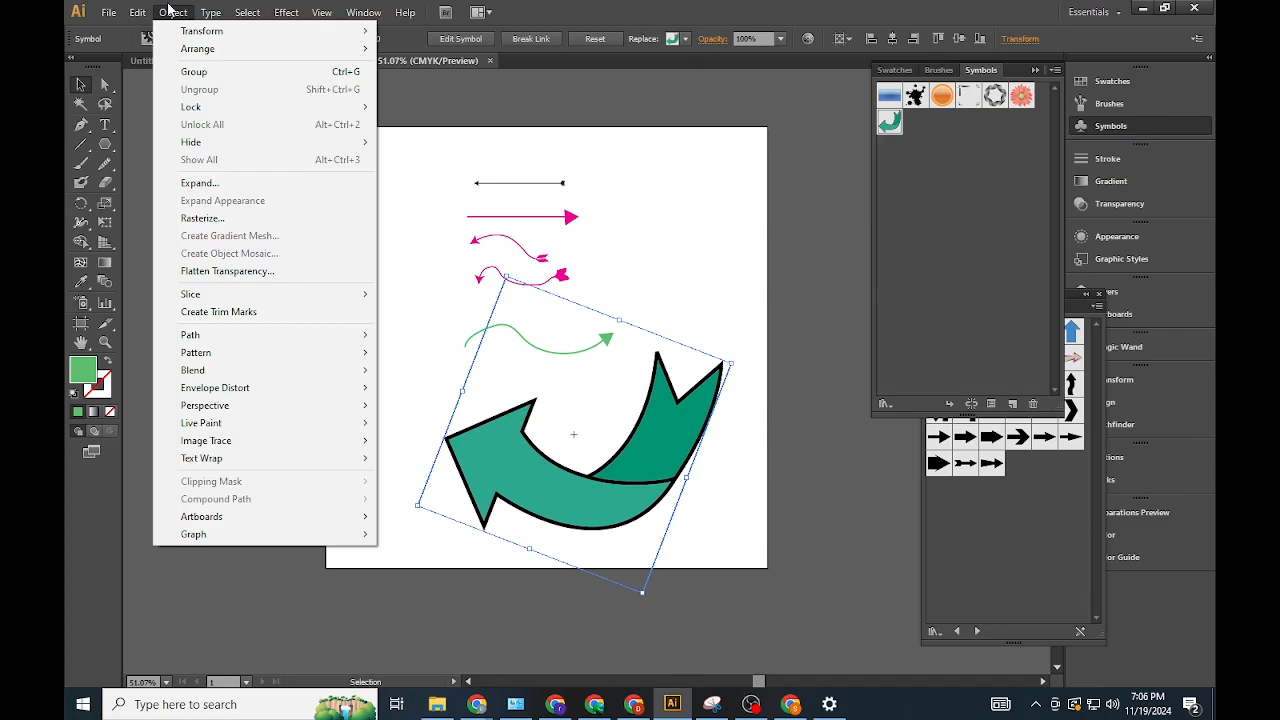 Ai File Edit Object Type Select Effect View Window Help Br Essentials
Symbol Edit Symbol Break Link Reset Replace: Opacity: 100% Transform
51.07% (CMYK/Preview)
Transform
Arrange
Group Ctrl+G
Ungroup Shift+Ctrl+G
Lock
Unlock All Alt+Ctrl+2
Hide
Show All Alt+Ctrl+3
Expand...
Expand Appearance
Rasterize...
Create Gradient Mesh...
Create Object Mosaic...
Flatten Transparency...
Slice
Create Trim Marks
Path
Pattern
Blend
Envelope Distort
Perspective
Live Paint
Image Trace
Text Wrap
Clipping Mask
Compound Path
Artboards
Graph
Swatches Brushes Symbols
Swatches
Brushes
Symbols
Stroke
Gradient
Transparency
Appearance
Graphic Styles
51.07% 1 Selection
Type here to search
Ai
7:06 PM
11/19/2024